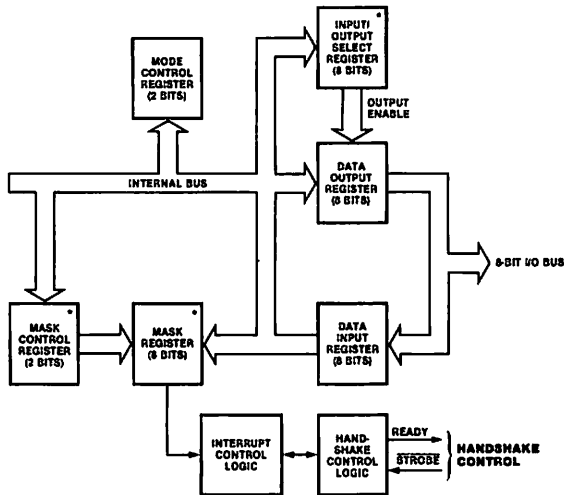 INPUT/
OUTPUT
SELECT
REGISTER
(8 BITS)
*
MODE
CONTROL
REGISTER
(2 BITS)
OUTPUT
ENABLE
INTERNAL BUS
DATA
OUTPUT
REGISTER
(8 BITS)
8-BIT I/O BUS
MASK
CONTROL
REGISTER
(2 BITS)
*
MASK
REGISTER
(8 BITS)
*
DATA
INPUT
REGISTER
(8 BITS)
INTERRUPT
CONTROL
LOGIC
HAND-
SHAKE
CONTROL
LOGIC
READY
STROBE
HANDSHAKE
CONTROL